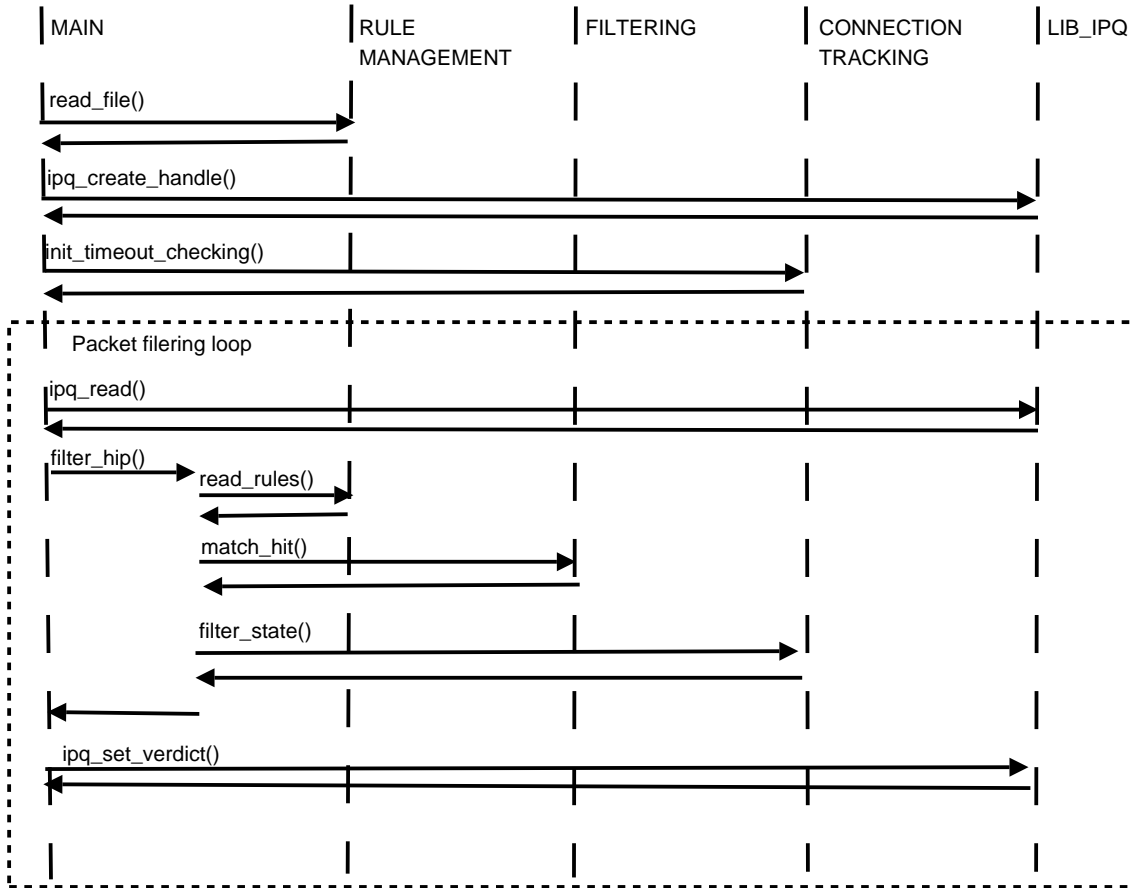 MAIN
RULE
MANAGEMENT
FILTERING
CONNECTION
TRACKING
LIB_IPQ
read_file()
ipq_create_handle()
init_timeout_checking()
Packet filering loop
ipq_read()
filter_hip()
read_rules()
match_hit()
filter_state()
ipq_set_verdict()